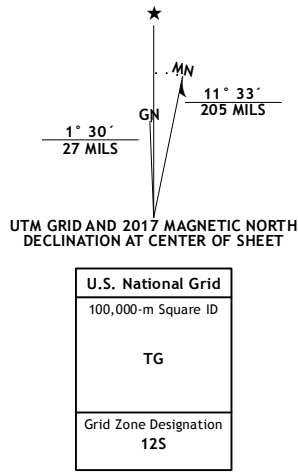 ★
MN
11° 33´
205 MILS
GN
1° 30´
27 MILS
UTM GRID AND 2017 MAGNETIC NORTH
DECLINATION AT CENTER OF SHEET
U.S. National Grid
100,000-m Square ID
TG
Grid Zone Designation
12S